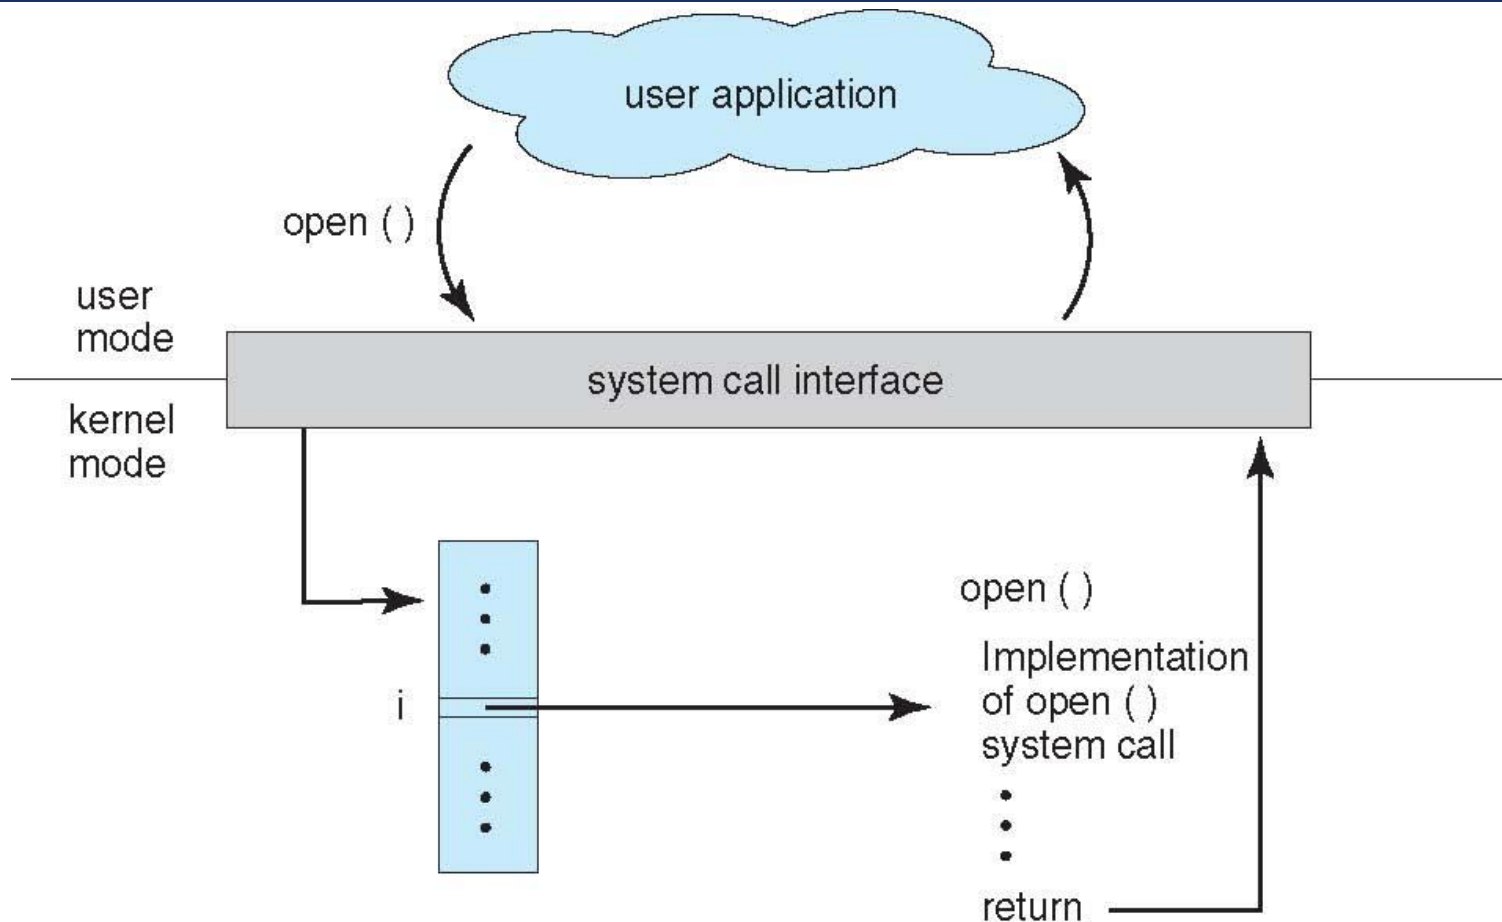 user application
open ( )
user
mode
system call interface
kernel
mode
open ( )
Implementation
of open ( )
system call
i
return